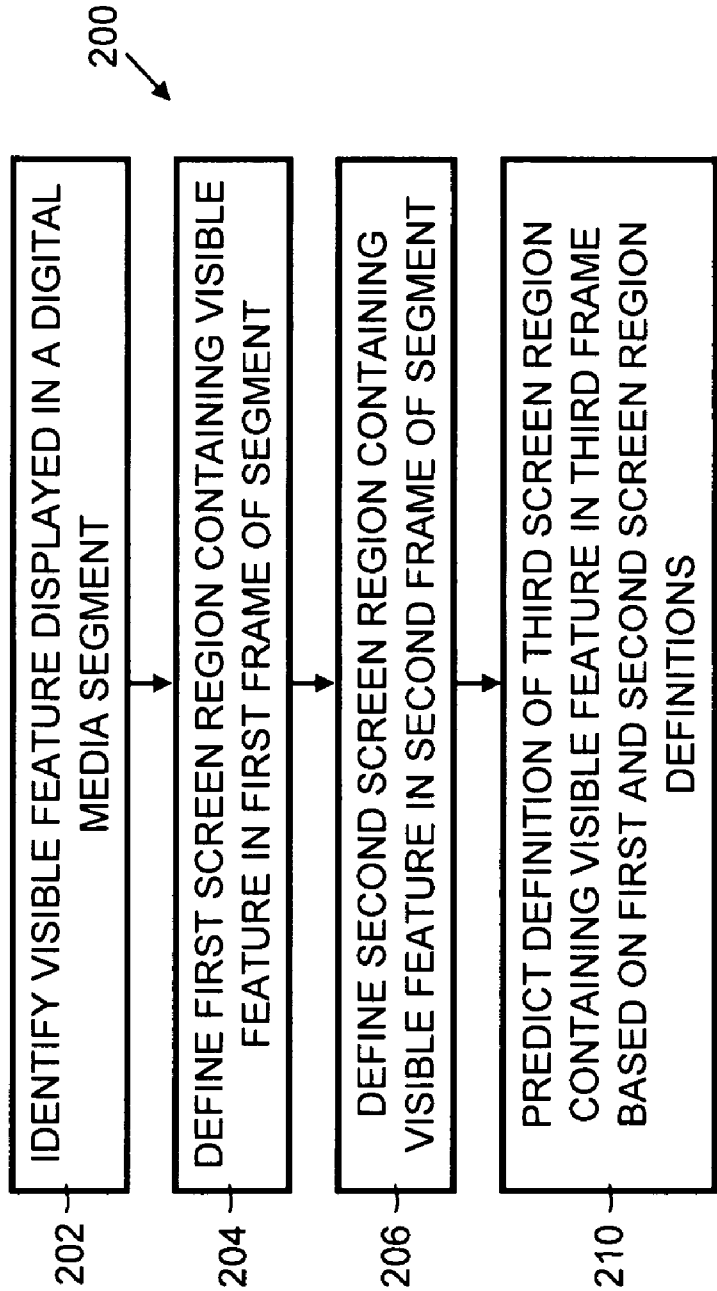 200
202
IDENTIFY VISIBLE FEATURE DISPLAYED IN A DIGITAL
MEDIA SEGMENT
204
DEFINE FIRST SCREEN REGION CONTAINING VISIBLE
FEATURE IN FIRST FRAME OF SEGMENT
206
DEFINE SECOND SCREEN REGION CONTAINING
VISIBLE FEATURE IN SECOND FRAME OF SEGMENT
210
PREDICT DEFINITION OF THIRD SCREEN REGION
CONTAINING VISIBLE FEATURE IN THIRD FRAME
BASED ON FIRST AND SECOND SCREEN REGION
DEFINITIONS